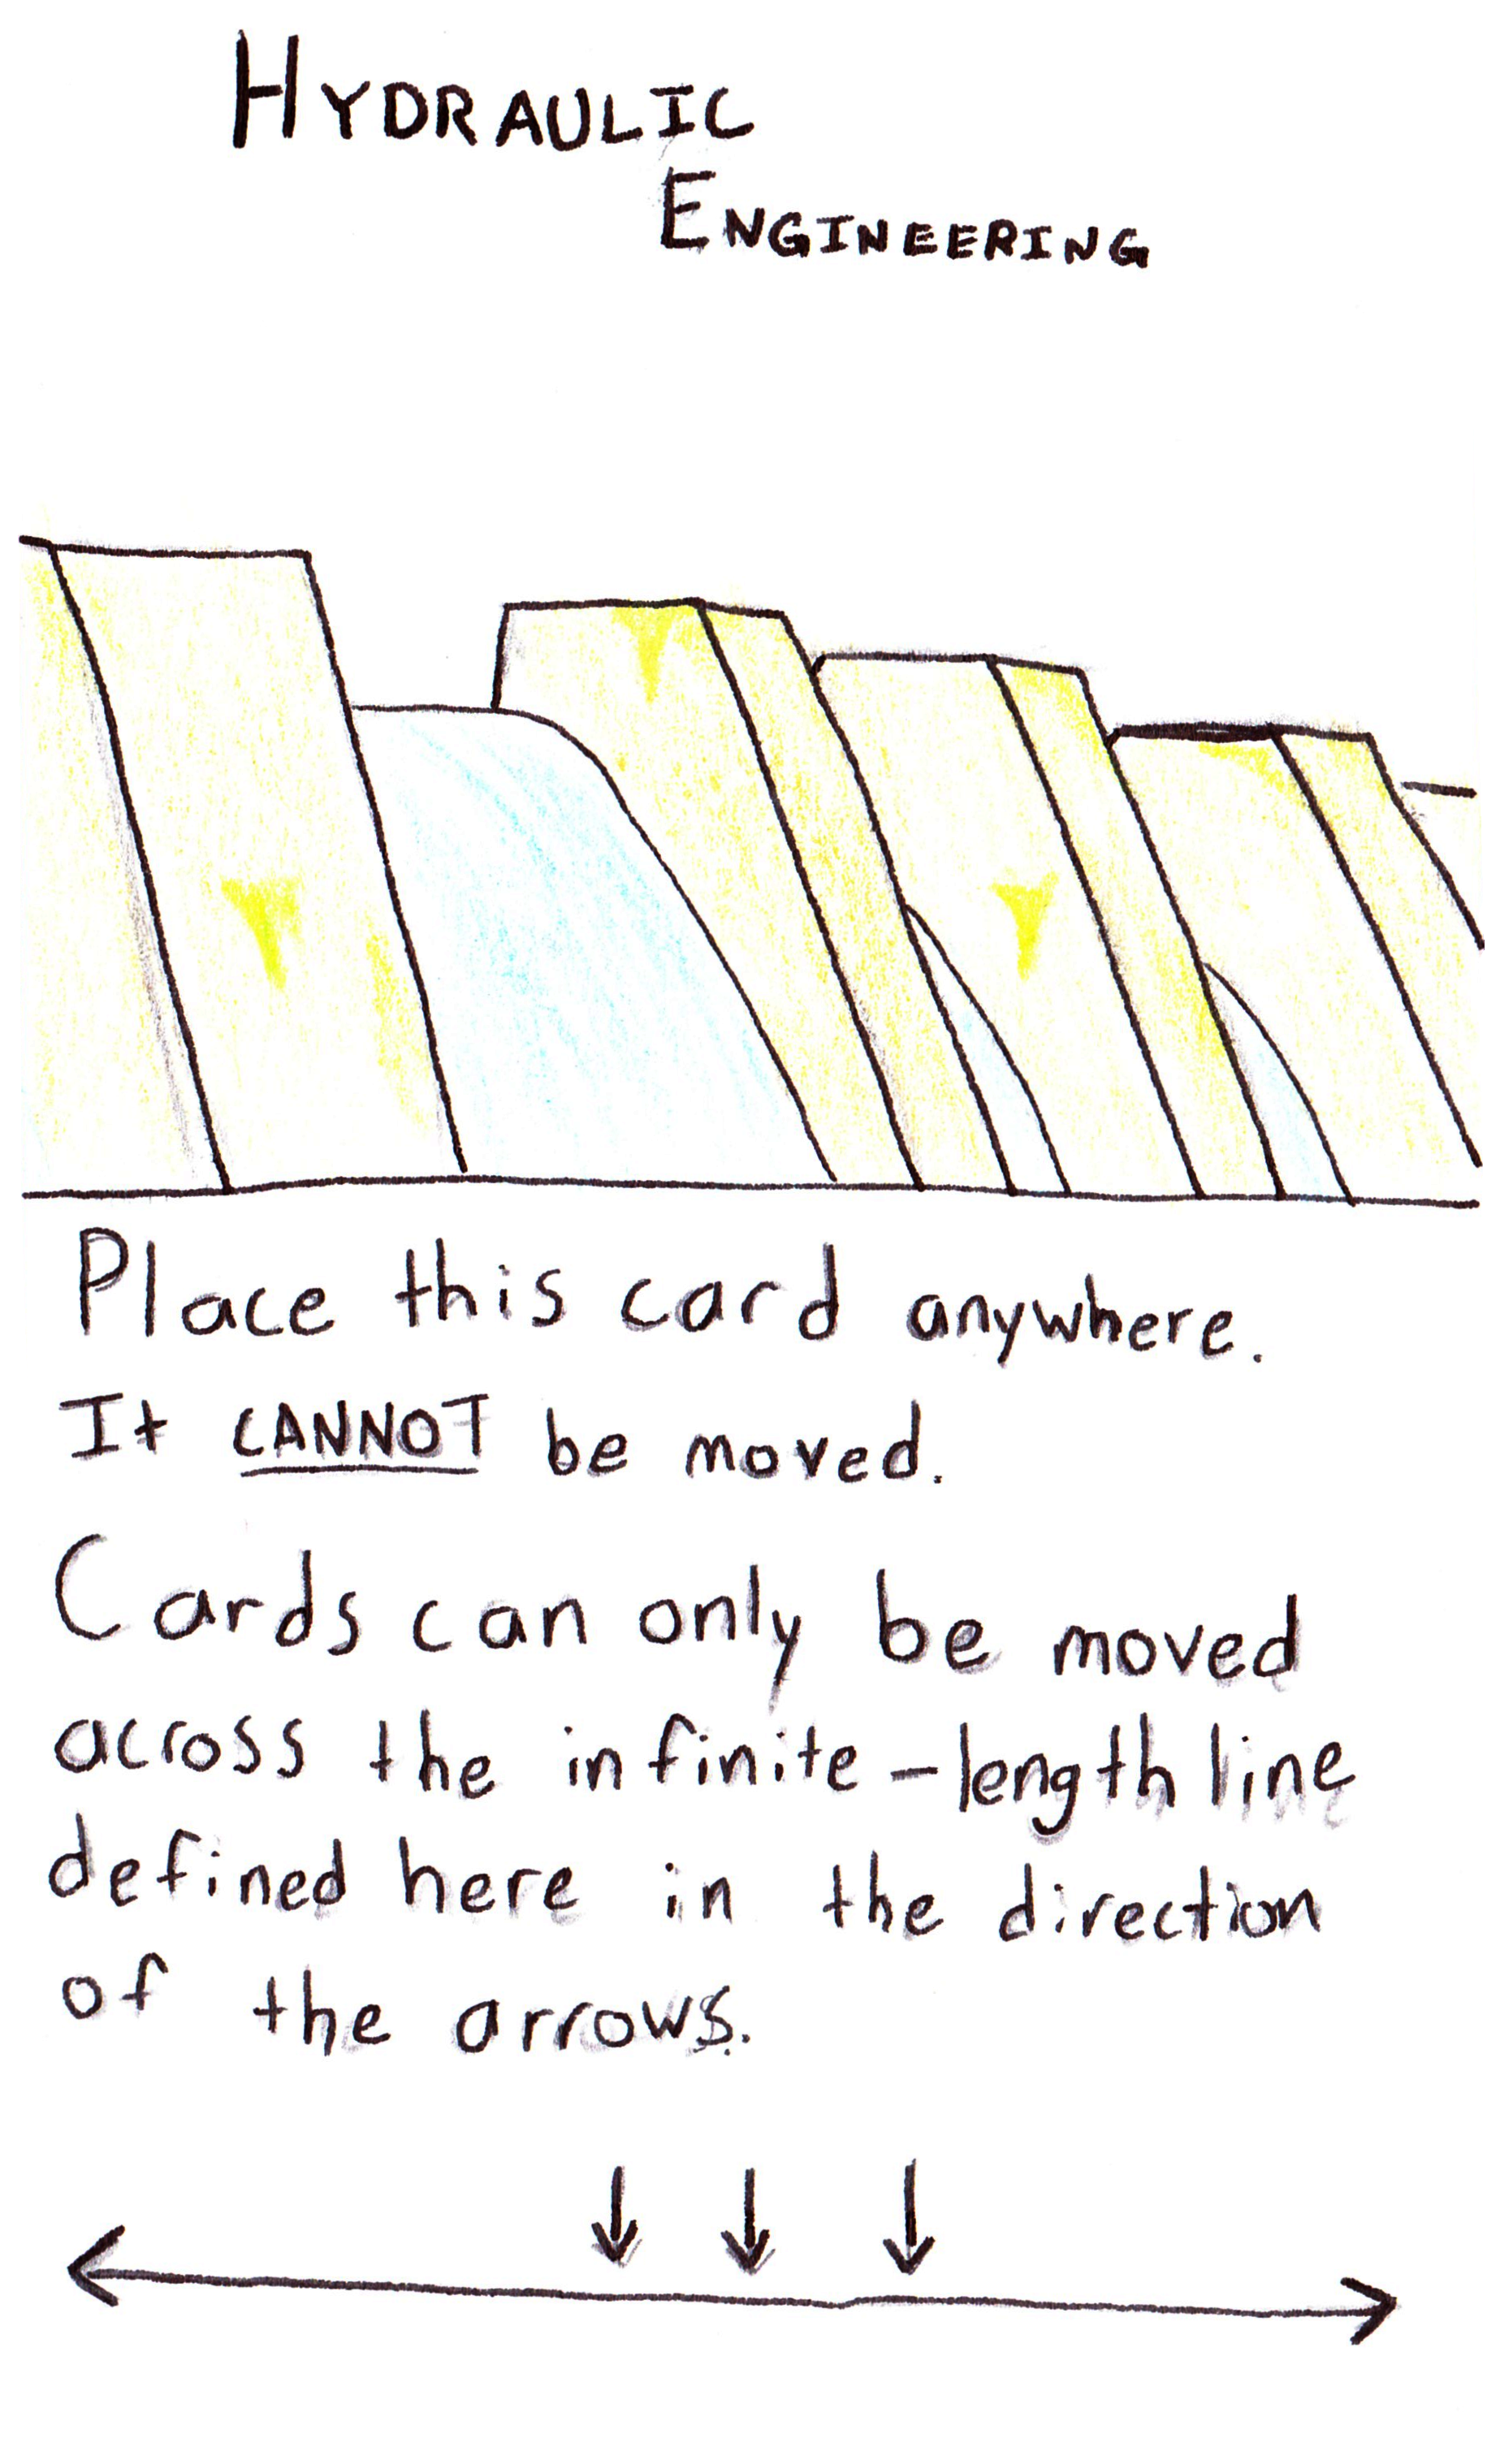 HYDRAULIC
ENGINEERING
Place this card anywhere.
It CANNOT be moved.
Cards can only be moved
across the infinite-length line
defined here in the direction
of the arrows.